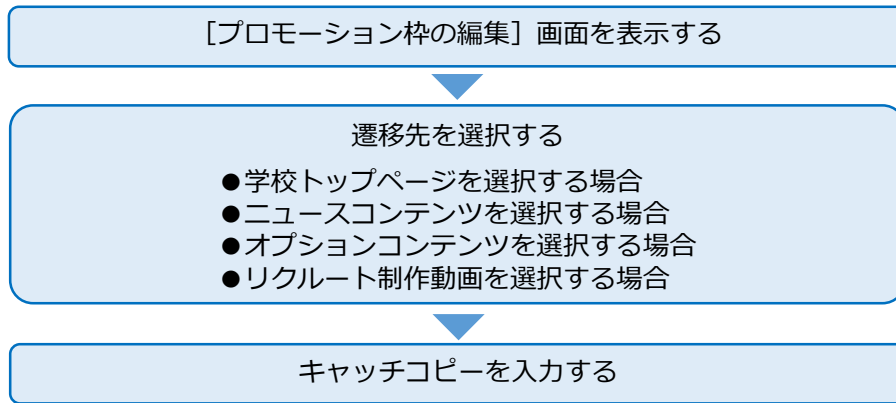 ［プロモーション枠の編集］画面を表示する
遷移先を選択する
●学校トップページを選択する場合
●ニュースコンテンツを選択する場合
●オプションコンテンツを選択する場合
●リクルート制作動画を選択する場合
キャッチコピーを入力する